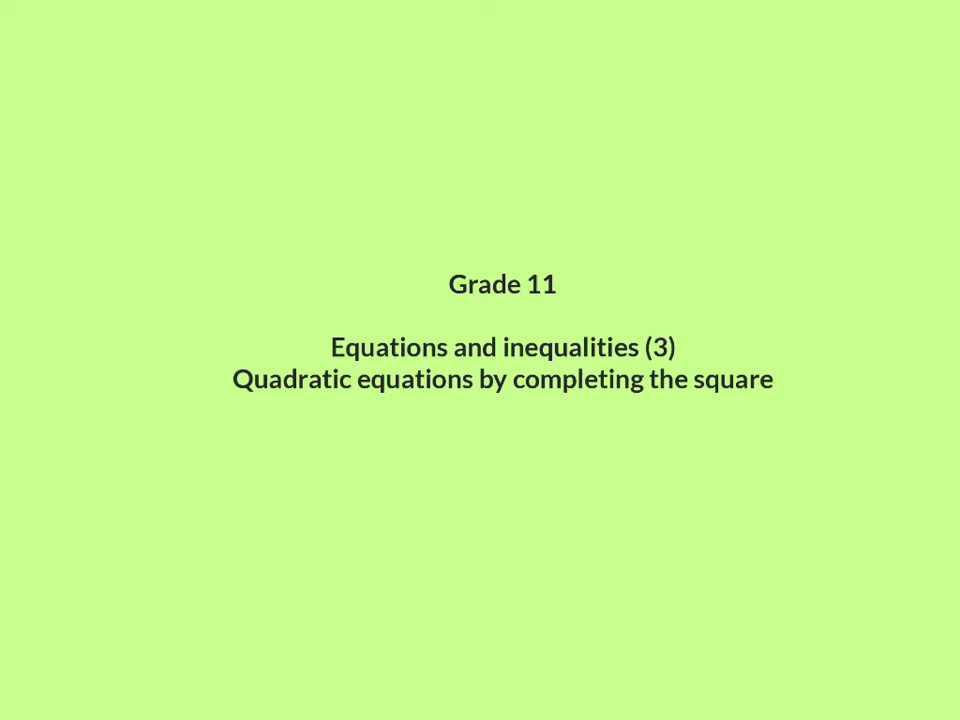 Grade 11
Equations and inequalities (3)
Quadratic equations by completing the square